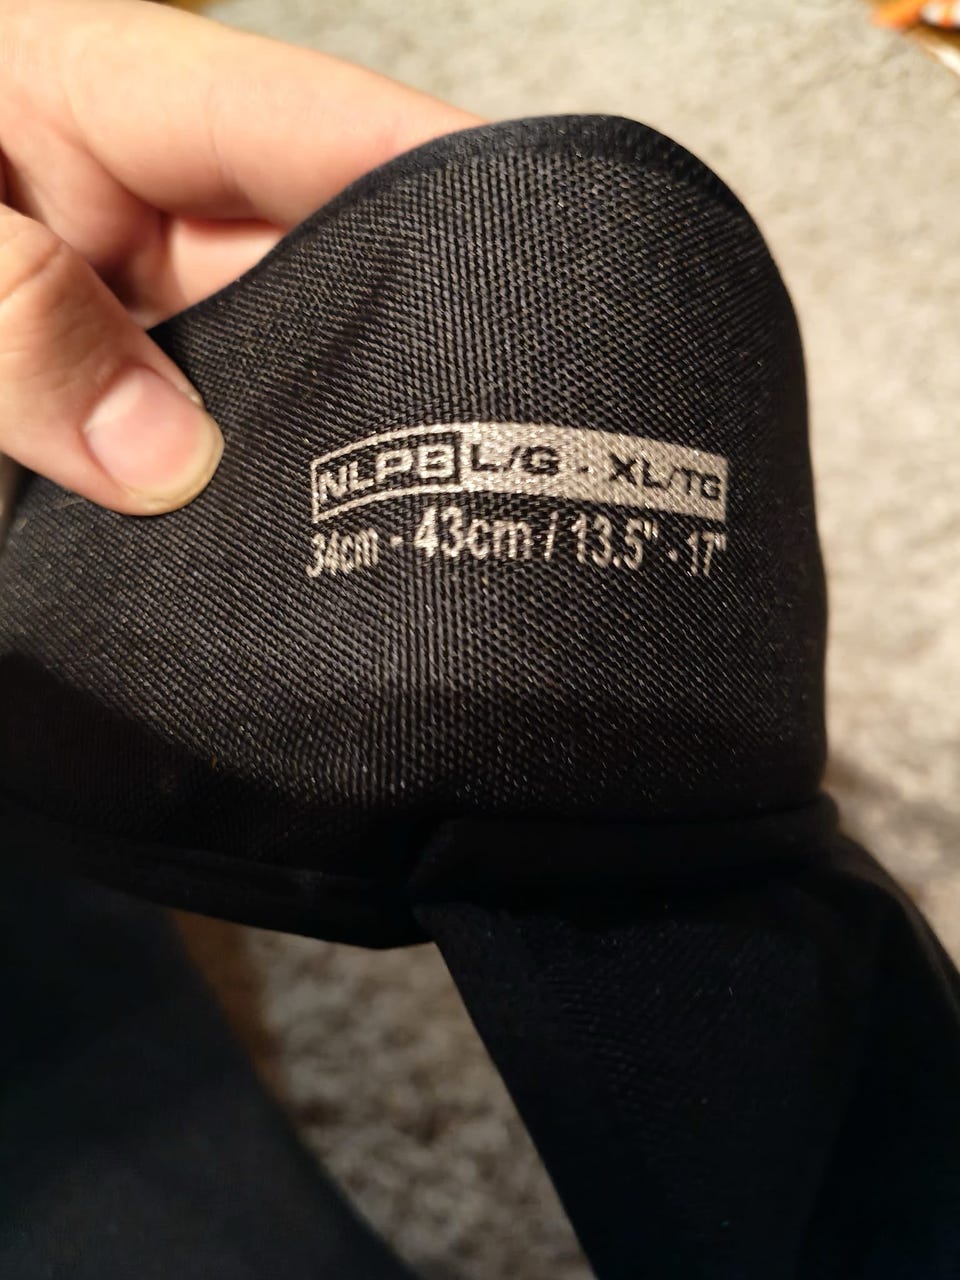 NLPB L/G - XL/TG
34cm - 43cm / 13.5" - 17"